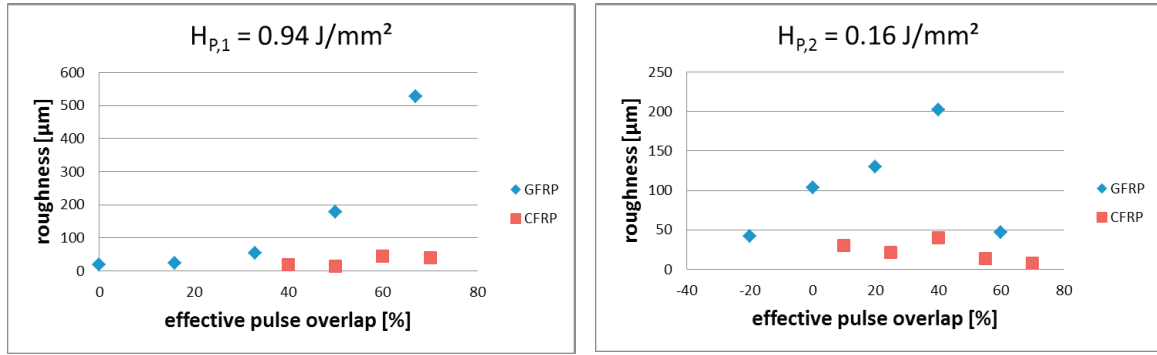 H_P,1 = 0.94 J/mm²
600
500
400
300
200
100
0
0 20 40 60 80
roughness [µm]
effective pulse overlap [%]
GFRP
CFRP
H_P,2 = 0.16 J/mm²
250
200
150
100
50
0
-40 -20 0 20 40 60 80
roughness [µm]
effective pulse overlap [%]
GFRP
CFRP